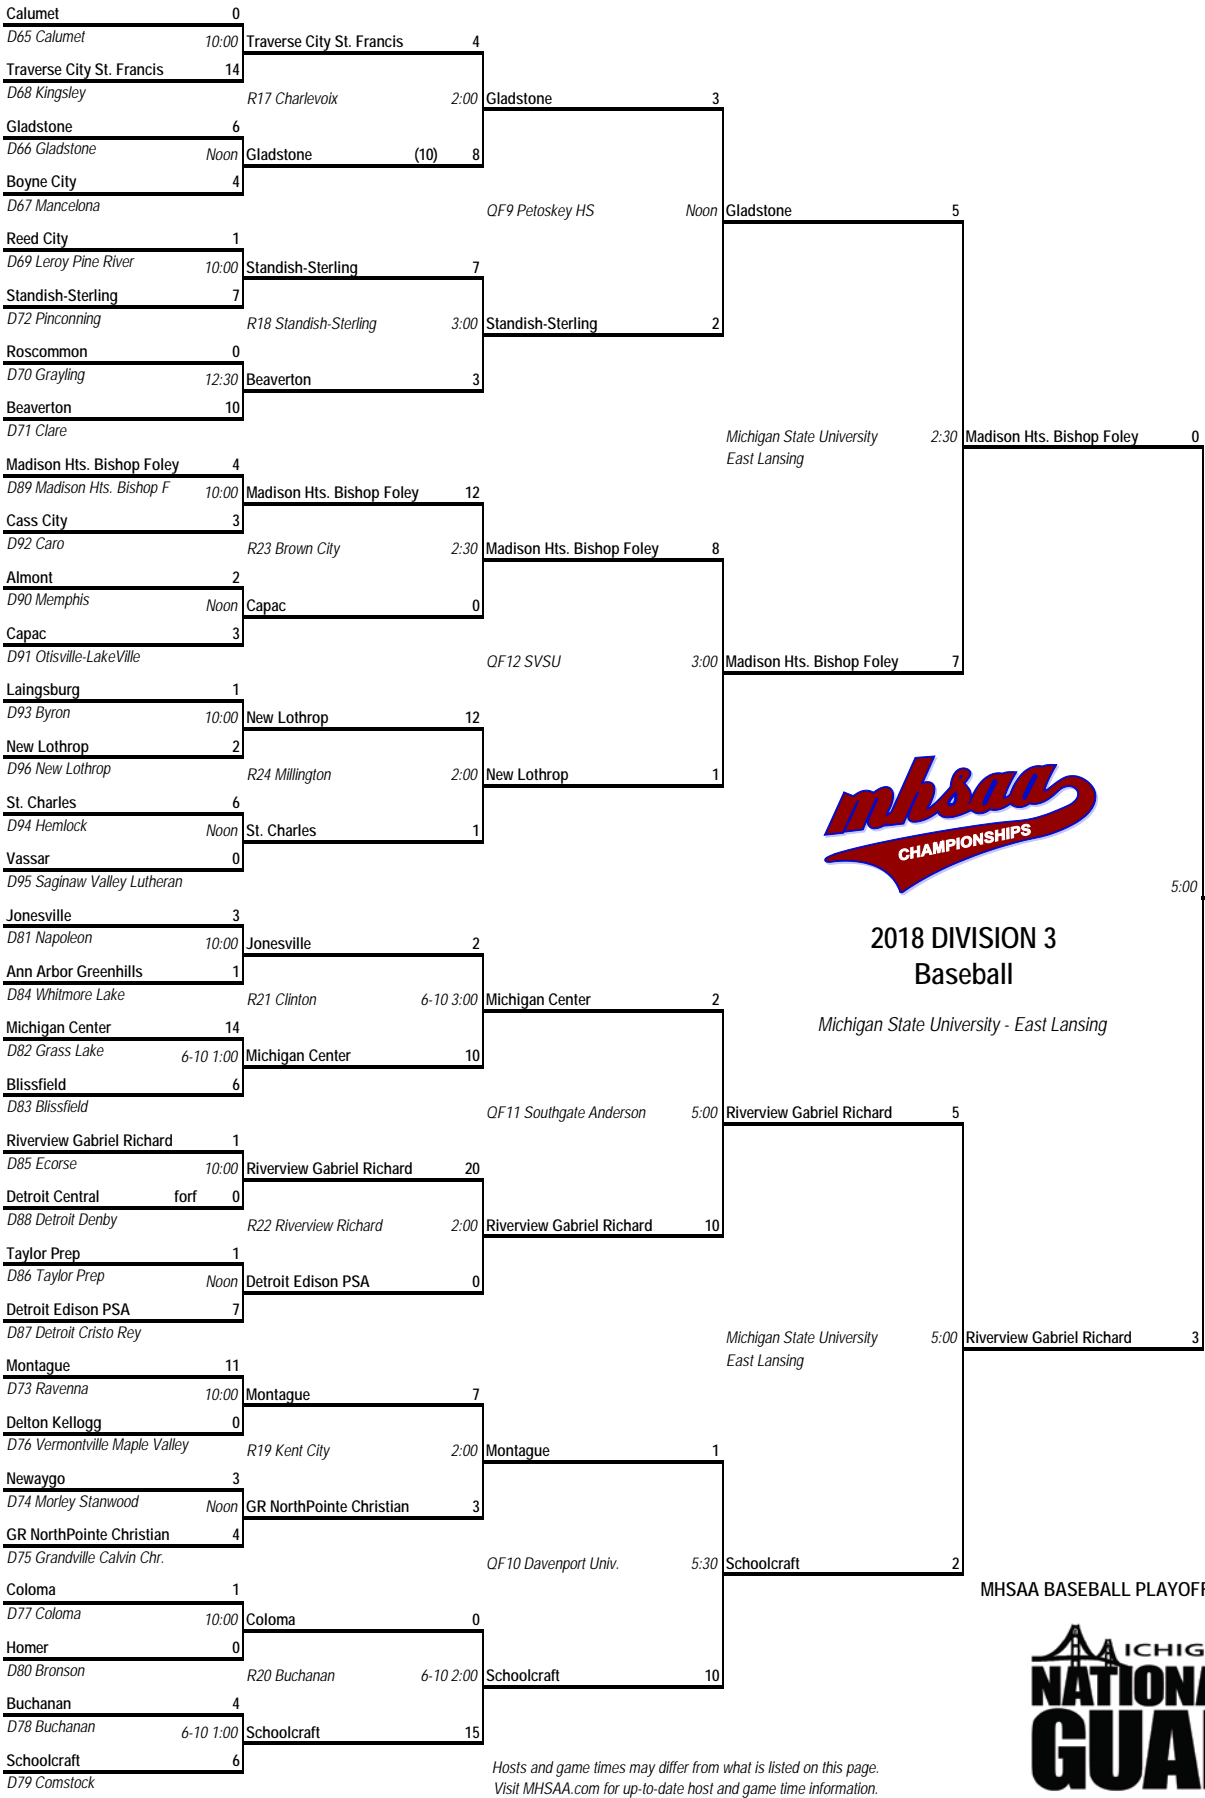 Calumet 0
D65 Calumet
10:00 Traverse City St. Francis 4
Traverse City St. Francis 14
D68 Kingsley
R17 Charlevoix 2:00 Gladstone 3
Gladstone 6
D66 Gladstone
Noon Gladstone (10) 8
Boyne City 4
D67 Mancelona
QF9 Petoskey HS Noon Gladstone 5
Reed City 1
D69 Leroy Pine River
10:00 Standish-Sterling 7
Standish-Sterling 7
D72 Pinconning
R18 Standish-Sterling 3:00 Standish-Sterling 2
Roscommon 0
D70 Grayling
12:30 Beaverton 3
Beaverton 10
D71 Clare
Michigan State University 2:30 Madison Hts. Bishop Foley 0
East Lansing
Madison Hts. Bishop Foley 4
D89 Madison Hts. Bishop F
10:00 Madison Hts. Bishop Foley 12
Cass City 3
D92 Caro
R23 Brown City 2:30 Madison Hts. Bishop Foley 8
Almont 2
D90 Memphis
Noon Capac 0
Capac 3
D91 Otisville-LakeVille
QF12 SVSU 3:00 Madison Hts. Bishop Foley 7
Laingsburg 1
D93 Byron
10:00 New Lothrop 12
New Lothrop 2
D96 New Lothrop
R24 Millington 2:00 New Lothrop 1
St. Charles 6
D94 Hemlock
Noon St. Charles 1
Vassar 0
D95 Saginaw Valley Lutheran
mhsaa
CHAMPIONSHIPS
5:00
2018 DIVISION 3
Baseball
Michigan State University - East Lansing
Jonesville 3
D81 Napoleon
10:00 Jonesville 2
Ann Arbor Greenhills 1
D84 Whitmore Lake
R21 Clinton 6-10 3:00 Michigan Center 2
Michigan Center 14
D82 Grass Lake
6-10 1:00 Michigan Center 10
Blissfield 6
D83 Blissfield
QF11 Southgate Anderson 5:00 Riverview Gabriel Richard 5
Riverview Gabriel Richard 1
D85 Ecorse
10:00 Riverview Gabriel Richard 20
Detroit Central forf 0
D88 Detroit Denby
R22 Riverview Richard 2:00 Riverview Gabriel Richard 10
Taylor Prep 1
D86 Taylor Prep
Noon Detroit Edison PSA 0
Detroit Edison PSA 7
D87 Detroit Cristo Rey
Michigan State University 5:00 Riverview Gabriel Richard 3
East Lansing
Montague 11
D73 Ravenna
10:00 Montague 7
Delton Kellogg 0
D76 Vermontville Maple Valley
R19 Kent City 2:00 Montague 1
Newaygo 3
D74 Morley Stanwood
Noon GR NorthPointe Christian 3
GR NorthPointe Christian 4
D75 Grandville Calvin Chr.
QF10 Davenport Univ. 5:30 Schoolcraft 2
Coloma 1
D77 Coloma
10:00 Coloma 0
Homer 0
D80 Bronson
R20 Buchanan 6-10 2:00 Schoolcraft 10
Buchanan 4
D78 Buchanan
6-10 1:00 Schoolcraft 15
Schoolcraft 6
D79 Comstock
MHSAA BASEBALL PLAYOFF
Hosts and game times may differ from what is listed on this page.
Visit MHSAA.com for up-to-date host and game time information.